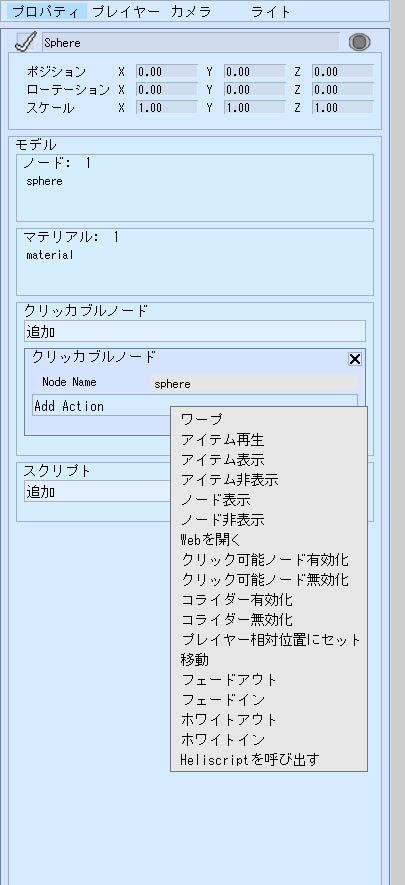 プロパティ プレイヤー カメラ ライト
Sphere
ポジション X 0.00 Y 0.00 Z 0.00
ローテーション X 0.00 Y 0.00 Z 0.00
スケール X 1.00 Y 1.00 Z 1.00
モデル
ノード: 1
sphere
マテリアル: 1
material
クリッカブルノード
追加
クリッカブルノード
Node Name sphere
Add Action
スクリプト
追加
ワープ
アイテム再生
アイテム表示
アイテム非表示
ノード表示
ノード非表示
Webを開く
クリック可能ノード有効化
クリック可能ノード無効化
コライダー有効化
コライダー無効化
プレイヤー相対位置にセット
移動
フェードアウト
フェードイン
ホワイトアウト
ホワイトイン
Heliscriptを呼び出す